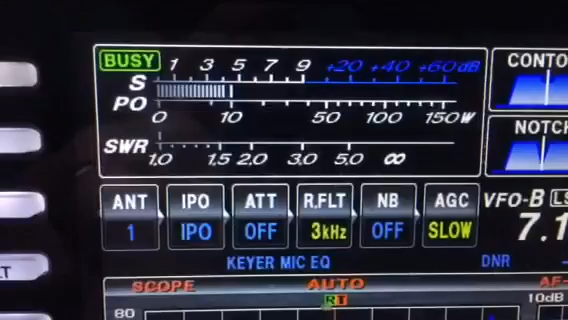 BUSY 1 3 5 7 9 +20 +40 +60dB
S
PO
0 10 50 100 150W
SWR
1.0 1.5 2.0 3.0 5.0 ∞
CONTO
NOTCH
ANT IPO ATT R.FLT NB AGC
1 IPO OFF 3kHz OFF SLOW
VFO-B
7.1
KEYER MIC EQ DNR
SCOPE AUTO AF-
RT 10dB
80
T